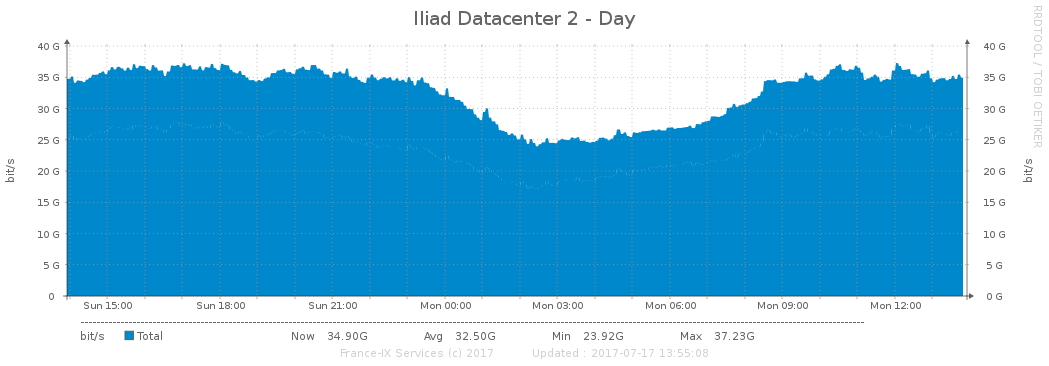 Iliad Datacenter 2 - Day
RRDTOOL / TOBI OETIKER
bit/s
40 G
35 G
30 G
25 G
20 G
15 G
10 G
5 G
0
40 G
35 G
30 G
25 G
20 G
15 G
10 G
5 G
0 G
bit/s
Sun 15:00 Sun 18:00 Sun 21:00 Mon 00:00 Mon 03:00 Mon 06:00 Mon 09:00 Mon 12:00
bit/s Total Now 34.90G Avg 32.50G Min 23.92G Max 37.23G
France-IX Services (c) 2017 Updated : 2017-07-17 13:55:08